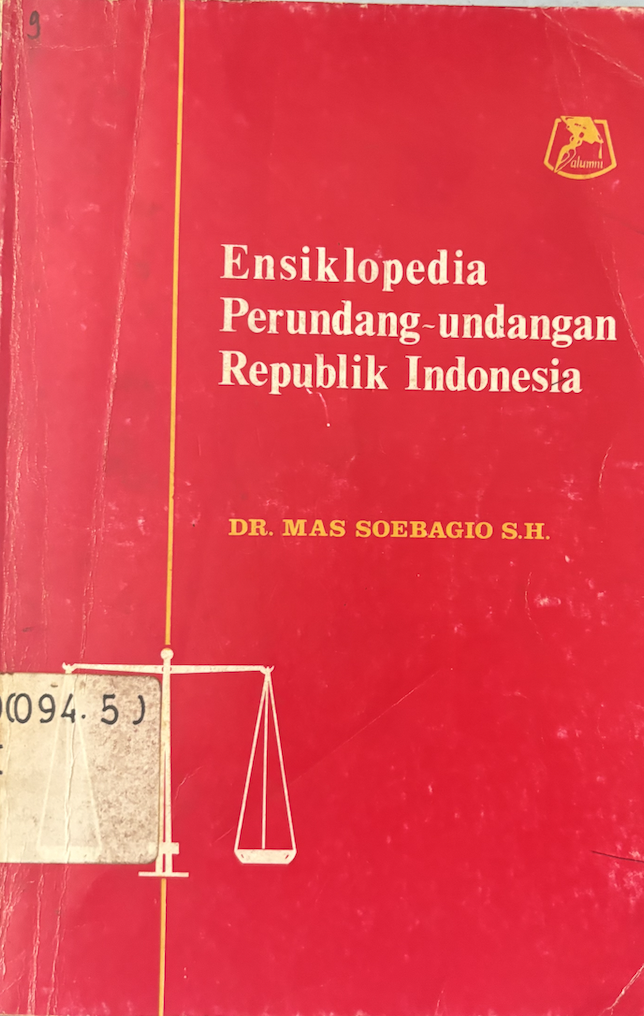 9
alumni
Ensiklopedia
Perundang-undangan
Republik Indonesia
DR. MAS SOEBAGIO S.H.
(094.5)